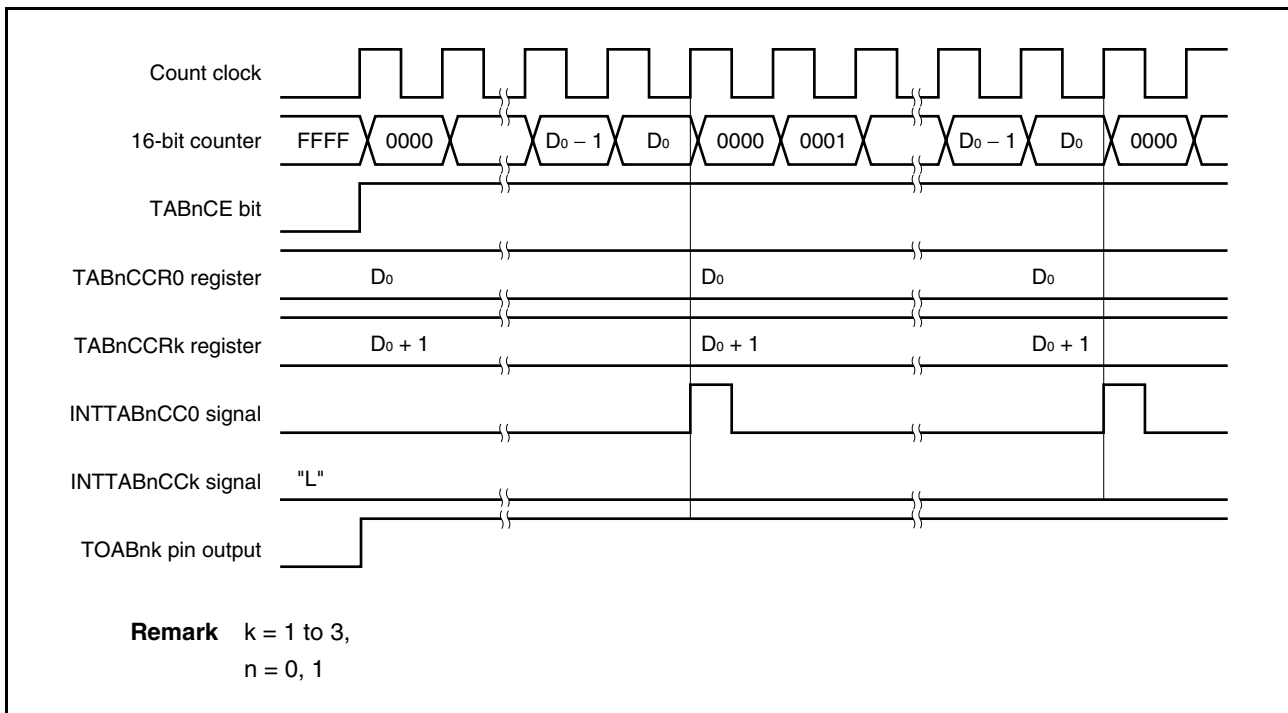 Count clock
16-bit counter FFFF 0000 D₀ − 1 D₀ 0000 0001 D₀ − 1 D₀ 0000
TABnCE bit
TABnCCR0 register D₀ D₀ D₀
TABnCCRk register D₀ + 1 D₀ + 1 D₀ + 1
INTTABnCC0 signal
INTTABnCCk signal "L"
TOABnk pin output
Remark k = 1 to 3,
n = 0, 1